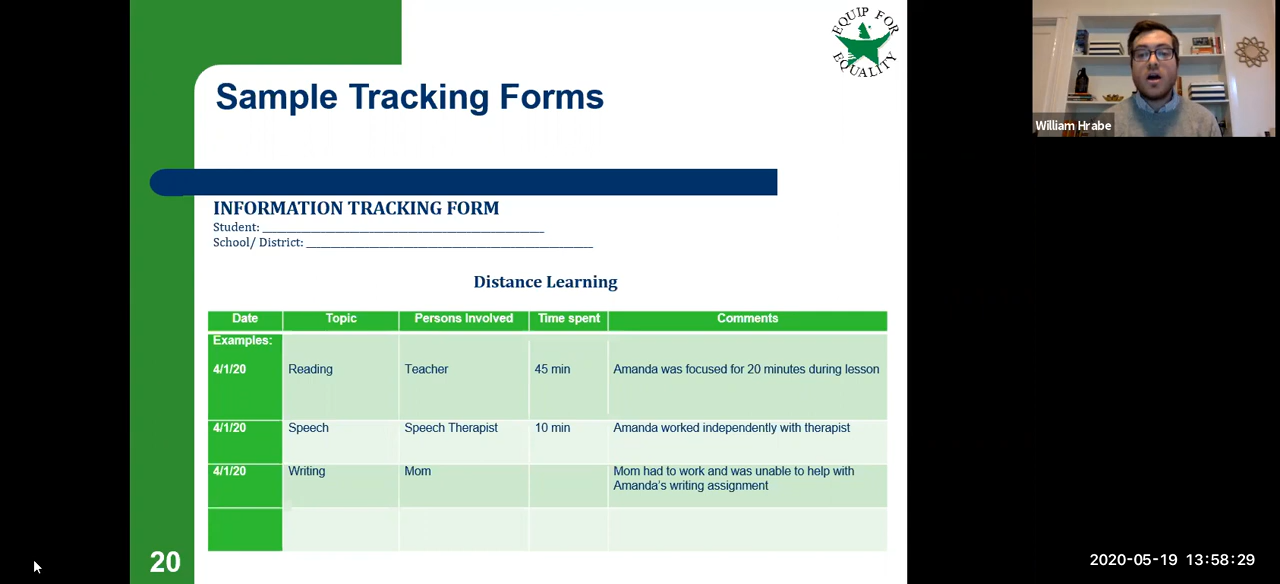 EQUIP FOR
EQUALITY
Sample Tracking Forms
William Hrabe
INFORMATION TRACKING FORM
Student: ____________________________________________
School/ District: ____________________________________________
Distance Learning
Date Topic Persons Involved Time spent Comments
Examples:
4/1/20 Reading Teacher 45 min Amanda was focused for 20 minutes during lesson
4/1/20 Speech Speech Therapist 10 min Amanda worked independently with therapist
4/1/20 Writing Mom Mom had to work and was unable to help with
Amanda's writing assignment
20
2020-05-19 13:58:29